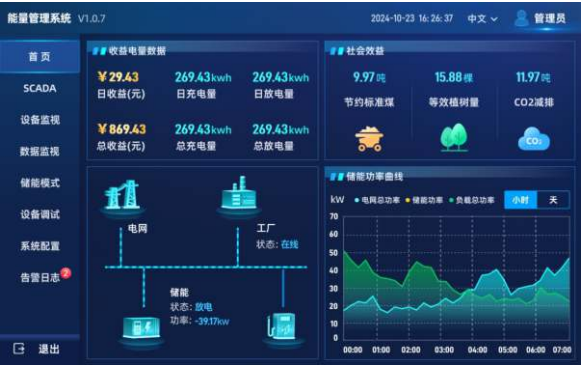 能量管理系统 V1.0.7
2024-10-23 16:26:37 中文 管理员
首页
SCADA
设备监视
数据监视
储能模式
设备调试
系统配置
告警日志 2
退出
收益电量数据
¥29.43 269.43kwh 269.43kwh
日收益(元) 日充电量 日放电量
¥869.43 269.43kwh 269.43kwh
总收益(元) 总充电量 总放电量
社会效益
9.97吨 15.88棵 11.97吨
节约标准煤 等效植树量 CO2减排
CO2
电网
工厂
状态: 在线
储能
状态: 放电
功率: -39.17kw
储能功率曲线
kW 电网总功率 储能功率 负载总功率 小时 天
70
60
50
40
30
20
10
0
00:00 01:00 02:00 03:00 04:00 05:00 06:00 07:00